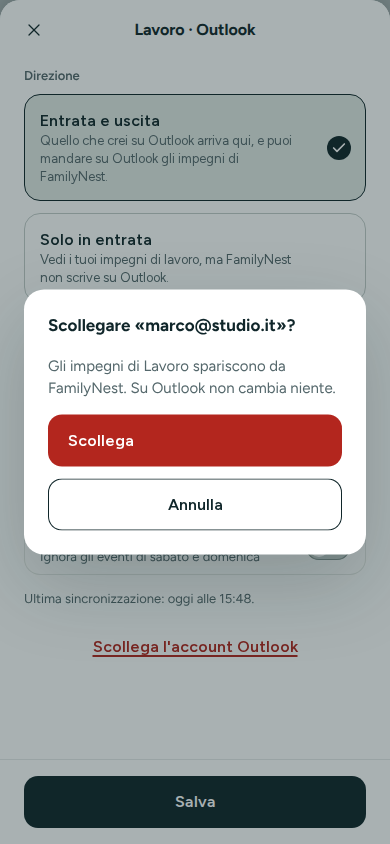 Lavoro · Outlook
Direzione
Entrata e uscita
Quello che crei su Outlook arriva qui, e puoi
mandare su Outlook gli impegni di
FamilyNest.
Solo in entrata
Vedi i tuoi impegni di lavoro, ma FamilyNest
non scrive su Outlook.
Scollegare «marco@studio.it»?
Gli impegni di Lavoro spariscono da
FamilyNest. Su Outlook non cambia niente.
Scollega
Annulla
Ignora gli eventi di sabato e domenica
Ultima sincronizzazione: oggi alle 15:48.
Scollega l'account Outlook
Salva